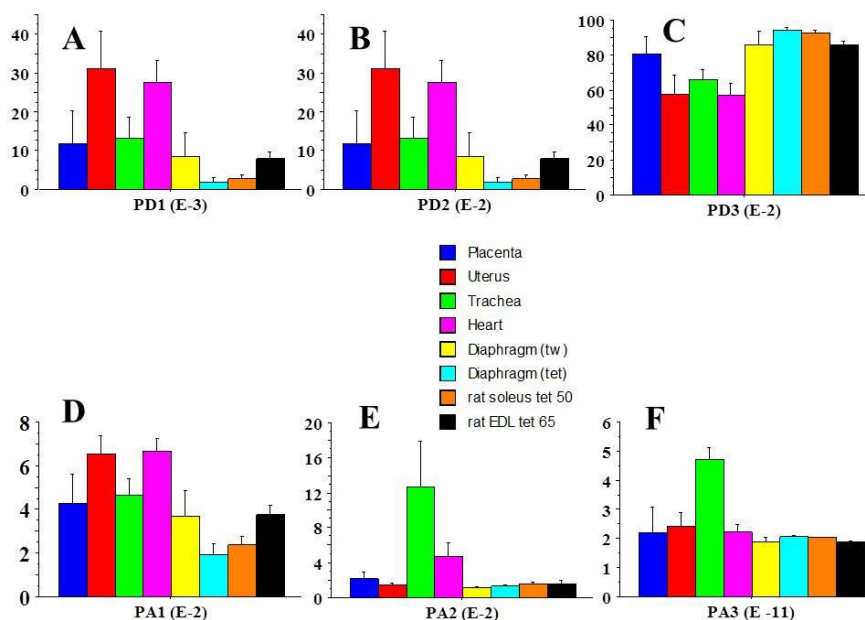 A
40
30
20
10
0
PD1 (E-3)
B
40
30
20
10
0
PD2 (E-2)
C
100
80
60
40
20
0
PD3 (E-2)
Placenta
Uterus
Trachea
Heart
Diaphragm (tw)
Diaphragm (tet)
rat soleus tet 50
rat EDL tet 65
D
8
6
4
2
0
PA1 (E-2)
E
20
16
12
8
4
0
PA2 (E-2)
F
6
5
4
3
2
1
0
PA3 (E -11)